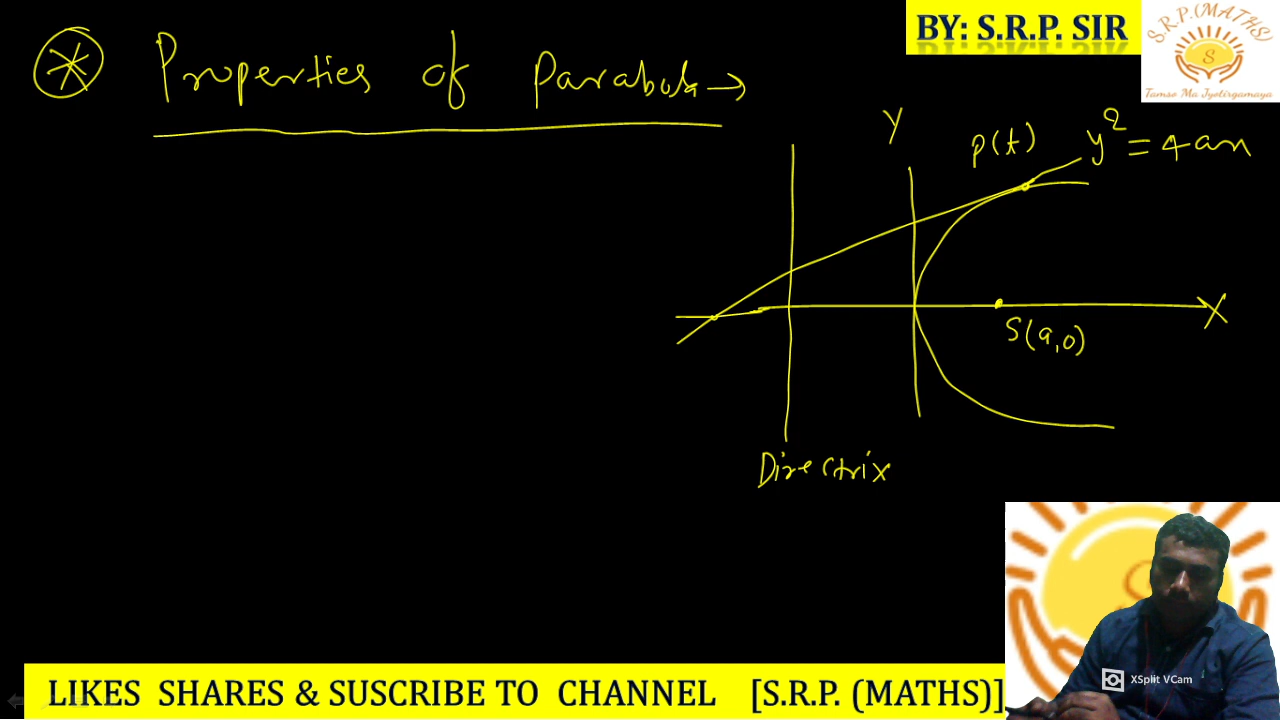 BY: S.R.P. SIR
S.R.P.(MATHS)
S
Tamso Ma Jyotirgamaya
* Properties of Parabola →
Y
P(t)
y² = 4ax
X
S(a,0)
Directrix
XSplit VCam
LIKES SHARES & SUSCRIBE TO CHANNEL [S.R.P. (MATHS)]